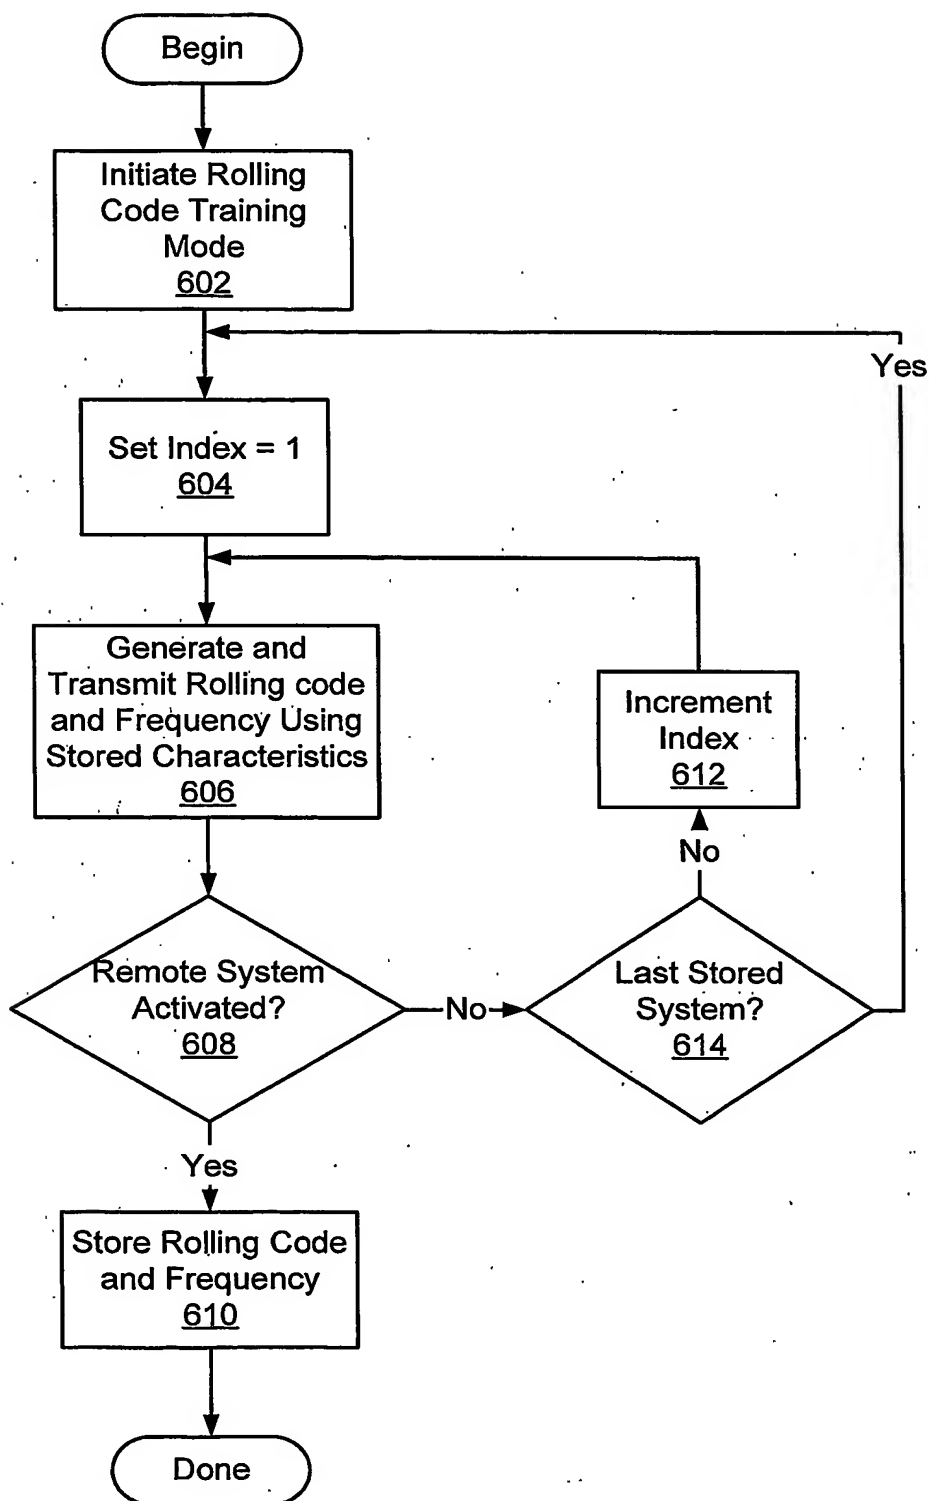 Begin
Initiate Rolling
Code Training
Mode
602
Yes
Set Index = 1
604
Generate and
Transmit Rolling code
and Frequency Using
Stored Characteristics
606
Increment
Index
612
No
Remote System
Activated?
608
No
Last Stored
System?
614
Yes
Store Rolling Code
and Frequency
610
Done